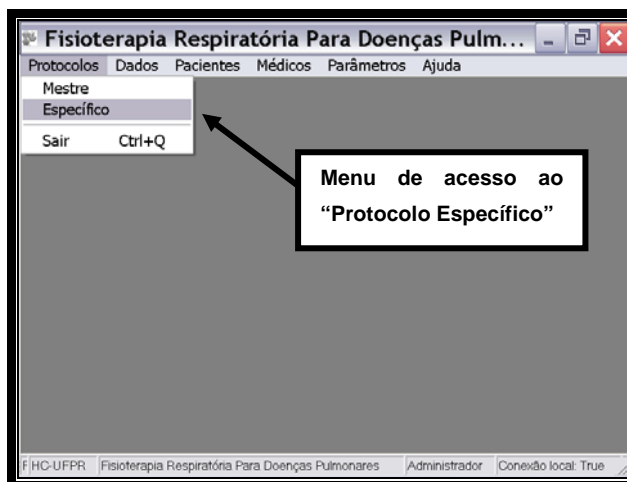 Fisioterapia Respiratória Para Doenças Pulm...
Protocolos Dados Pacientes Médicos Parâmetros Ajuda
Mestre
Específico
Sair Ctrl+Q
Menu de acesso ao
“Protocolo Específico”
F HC-UFPR Fisioterapia Respiratória Para Doenças Pulmonares Administrador Conexão local: True